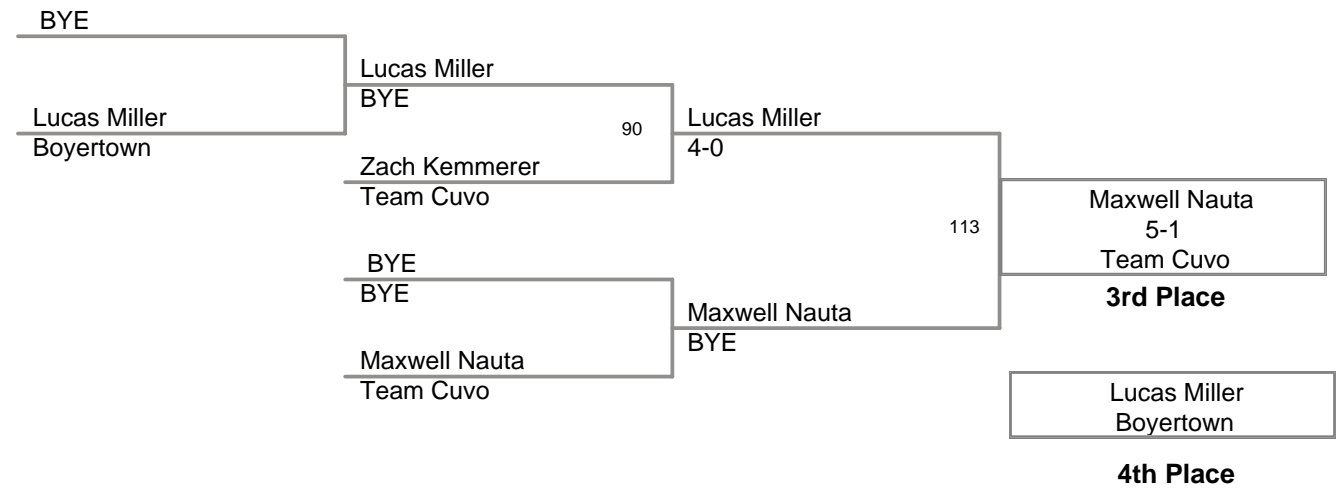 BYE
Lucas Miller
Boyertown
Lucas Miller
BYE
90
Zach Kemmerer
Team Cuvo
BYE
BYE
Maxwell Nauta
Team Cuvo
Lucas Miller
4-0
113
Maxwell Nauta
BYE
Maxwell Nauta
5-1
Team Cuvo
3rd Place
Lucas Miller
Boyertown
4th Place